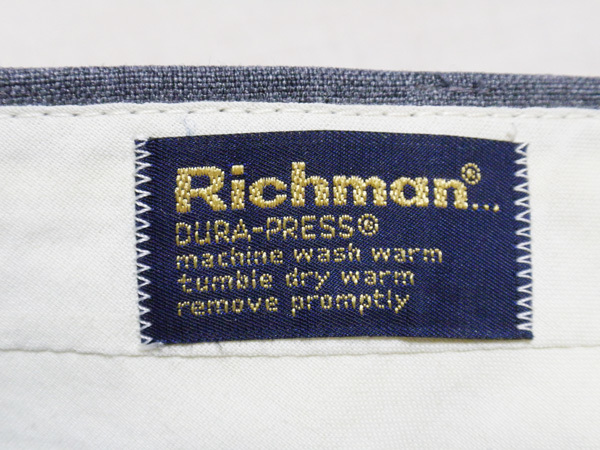 Richman®...
DURA-PRESS®
machine wash warm
tumble dry warm
remove promptly